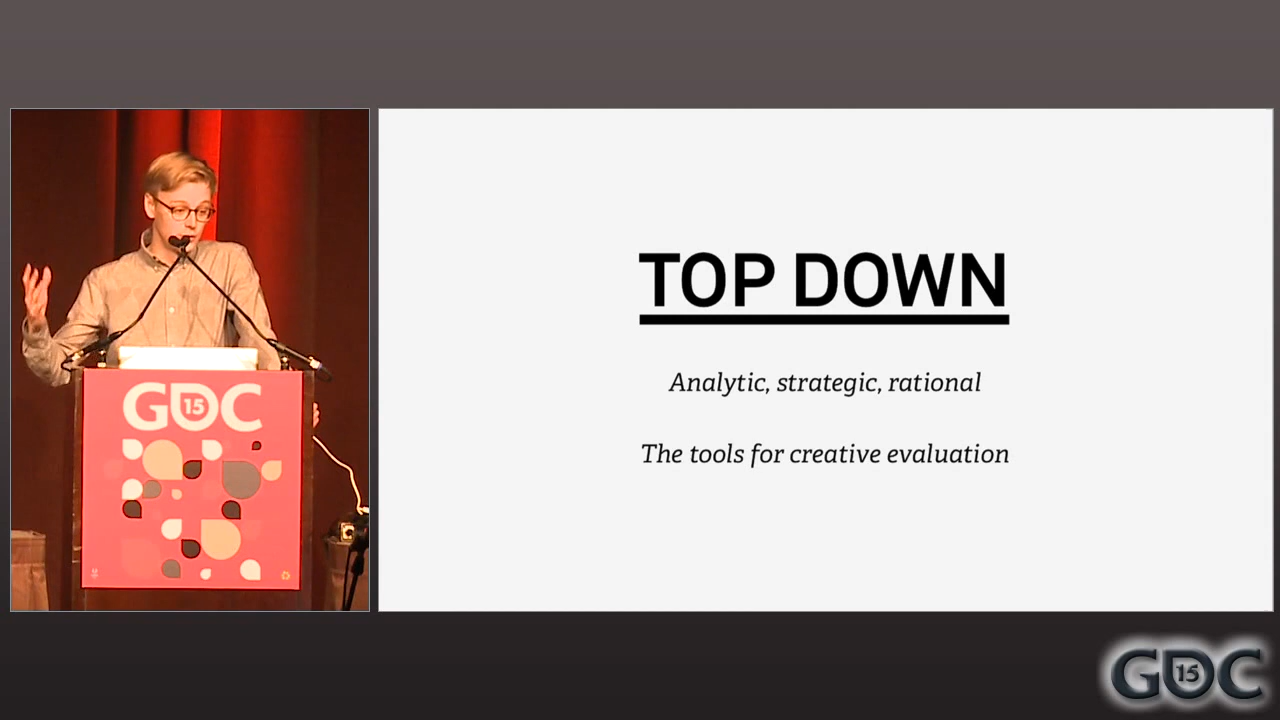 TOP DOWN
Analytic, strategic, rational
The tools for creative evaluation
GDC
15
GDC
15